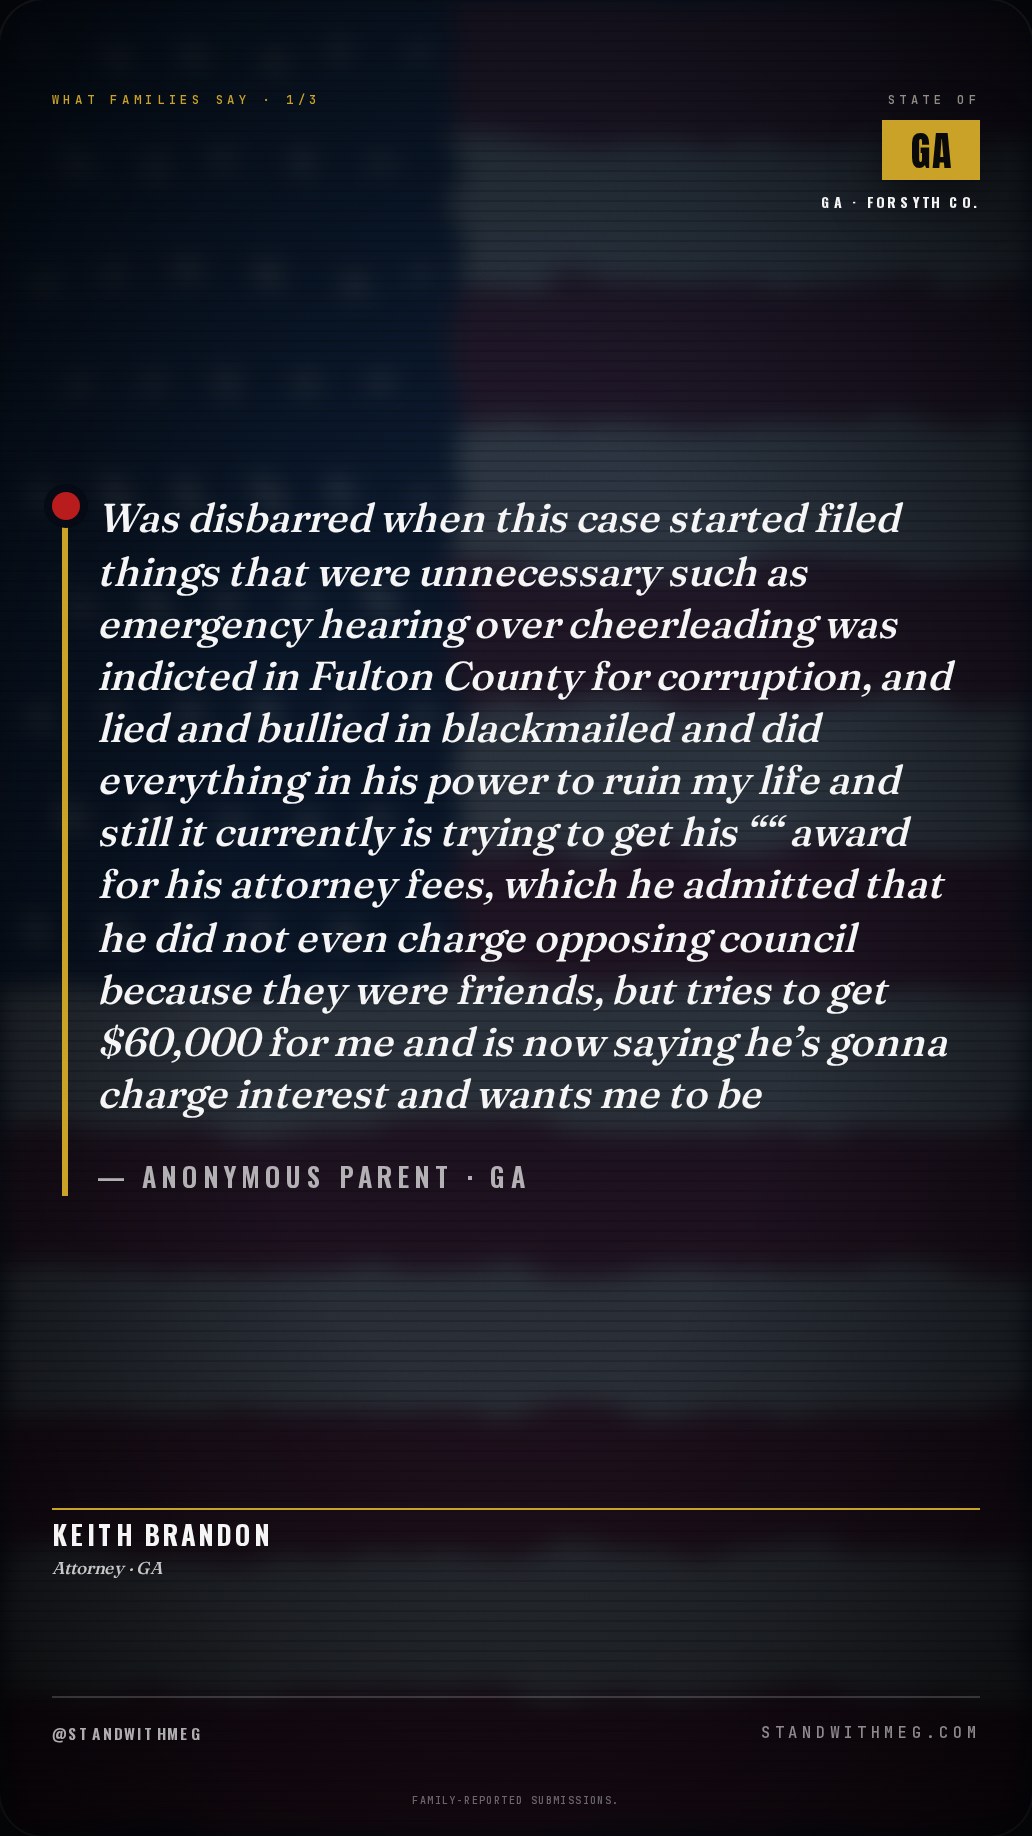 WHAT FAMILIES SAY · 1/3
STATE OF
GA
GA · FORSYTH CO.
Was disbarred when this case started filed
things that were unnecessary such as
emergency hearing over cheerleading was
indicted in Fulton County for corruption, and
lied and bullied in blackmailed and did
everything in his power to ruin my life and
still it currently is trying to get his ““ award
for his attorney fees, which he admitted that
he did not even charge opposing council
because they were friends, but tries to get
$60,000 for me and is now saying he’s gonna
charge interest and wants me to be
— ANONYMOUS PARENT · GA
KEITH BRANDON
Attorney · GA
@STANDWITHMEG
STANDWITHMEG.COM
FAMILY-REPORTED SUBMISSIONS.